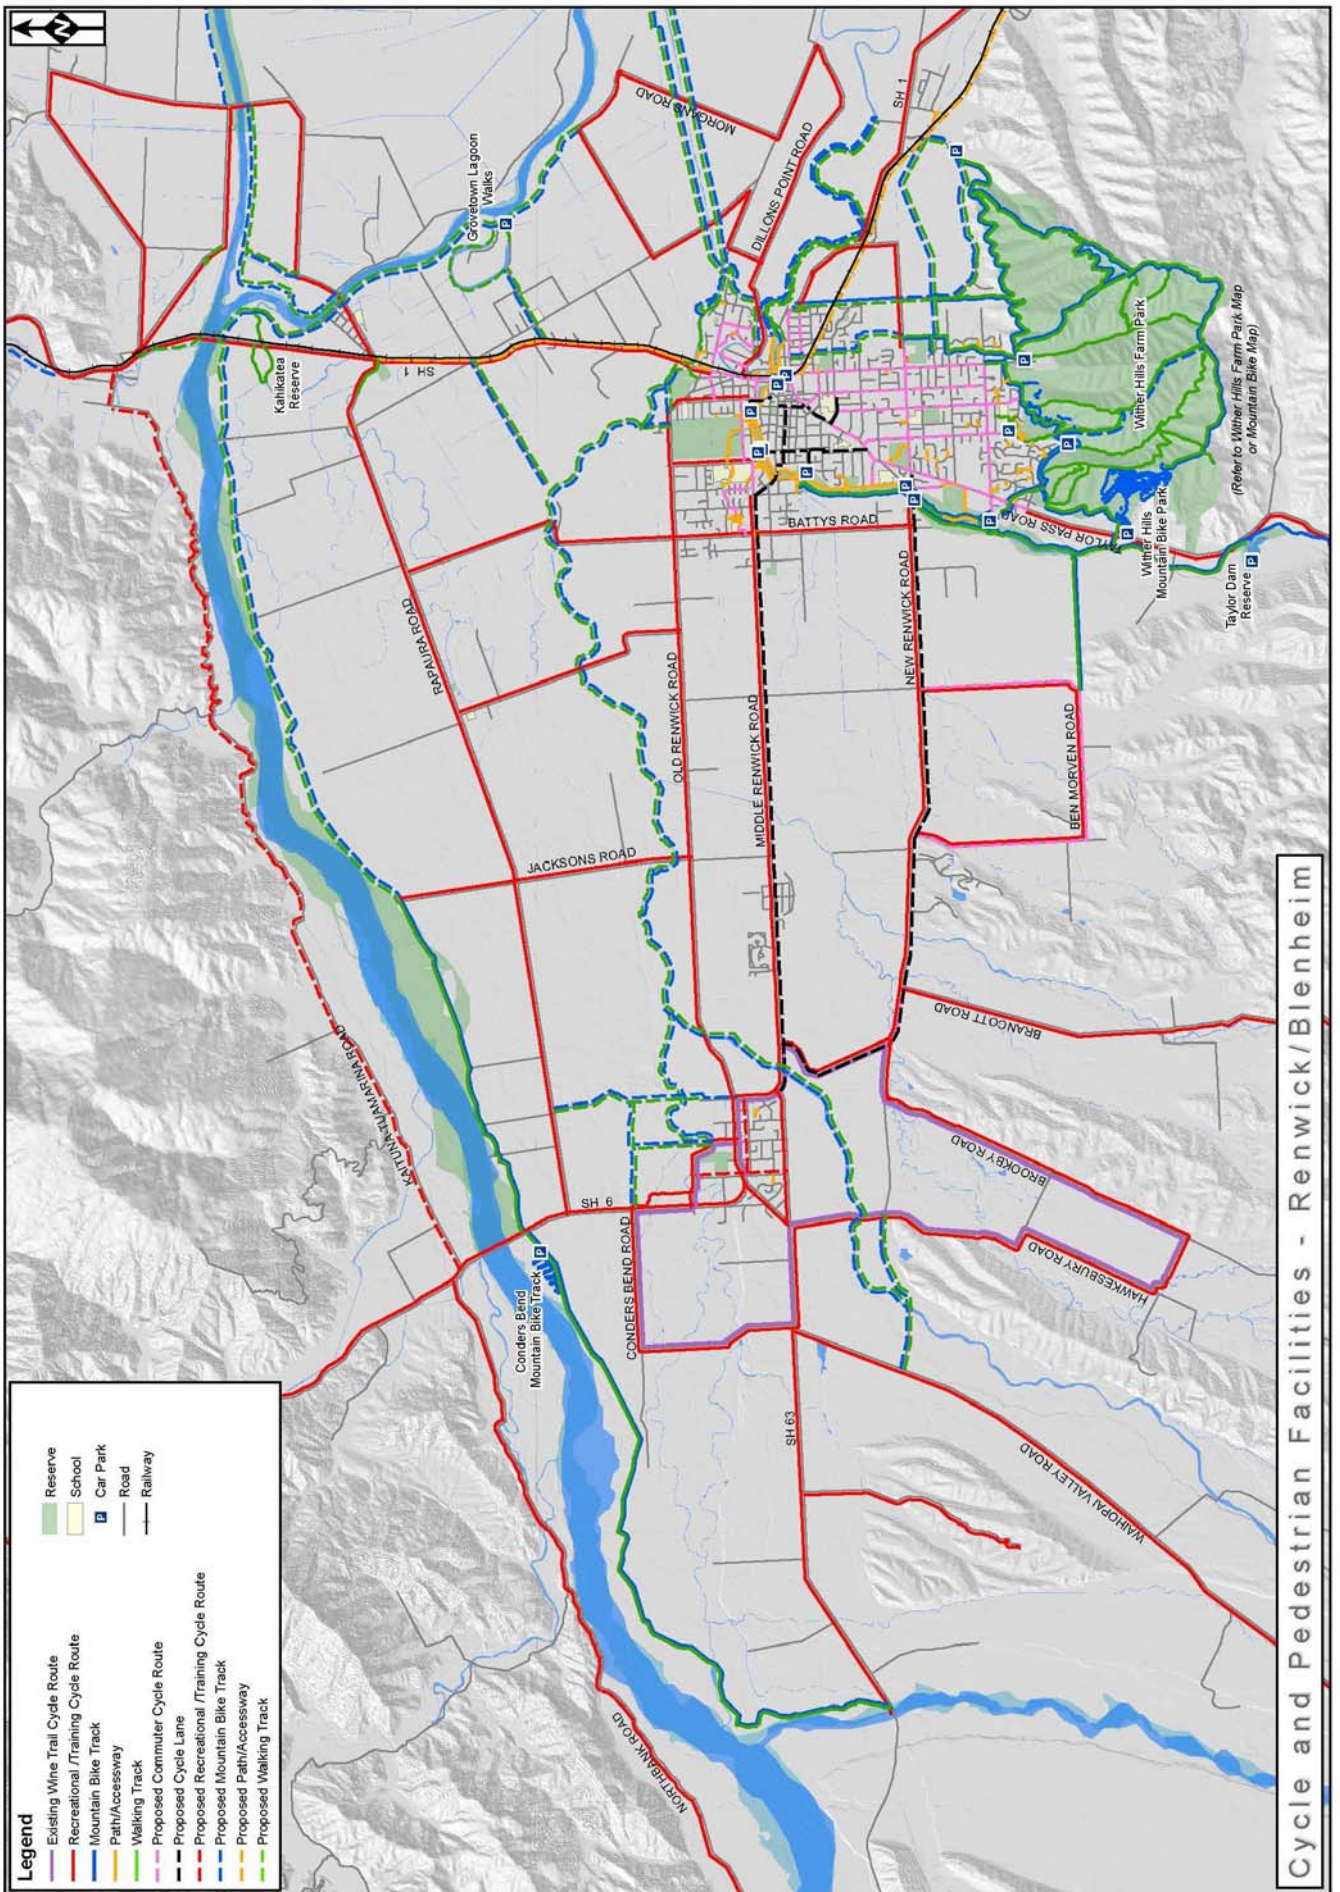 N
Legend
Existing Wine Trail Cycle Route
Recreational /Training Cycle Route
Mountain Bike Track
Path/Accessway
Walking Track
Proposed Commuter Cycle Route
Proposed Cycle Lane
Proposed Recreational /Training Cycle Route
Proposed Mountain Bike Track
Proposed Path/Accessway
Proposed Walking Track
Reserve
School
P Car Park
Road
Railway
NORTHBANK ROAD
KAITUNA-TUAMARINA ROAD
Conders Bend
Mountain Bike Track
P
SH 6
CONDERS BEND ROAD
SH 63
WAIHOPAI VALLEY ROAD
HAWKESBURY ROAD
BROOKBY ROAD
BRANCOTT ROAD
JACKSONS ROAD
RAPAURA ROAD
OLD RENWICK ROAD
MIDDLE RENWICK ROAD
NEW RENWICK ROAD
BEN MORVEN ROAD
BATTYS ROAD
TAYLOR PASS ROAD
Kahikatea
Reserve
SH 1
Grovetown Lagoon
Walks
P
MORGANS ROAD
DILLONS POINT ROAD
SH 1
P
P
P
P
P
P
P
P
P
P
P
P
P
P
Wither Hills Farm Park
Wither Hills
Mountain Bike Park
Taylor Dam
Reserve
(Refer to Wither Hills Farm Park Map
or Mountain Bike Map)
Cycle and Pedestrian Facilities - Renwick/Blenheim